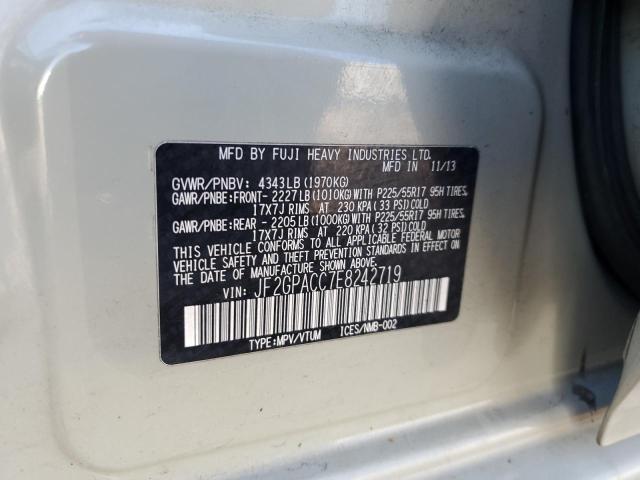 MFD BY FUJI HEAVY INDUSTRIES LTD.
MFD IN 11/13
GVWR/PNBV: 4343LB(1970KG)
GAWR/PNBE:FRONT- 2227LB(1010KG)WITH P225/55R17 95H TIRES,
17X7J RIMS AT 230 KPA(33 PSI)COLD
GAWR/PNBE:REAR - 2205LB(1000KG)WITH P225/55R17 95H TIRES,
17X7J RIMS AT 220 KPA(32 PSI)COLD
THIS VEHICLE CONFORMS TO ALL APPLICABLE FEDERAL MOTOR
VEHICLE SAFETY, BUMPER, AND THEFT PREVENTION STANDARDS
IN EFFECT ON THE DATE OF MANUFACTURE SHOWN ABOVE.
VIN: JF2GPACC7E8242719
TYPE:MPV/VTUM ICES/NMB-002